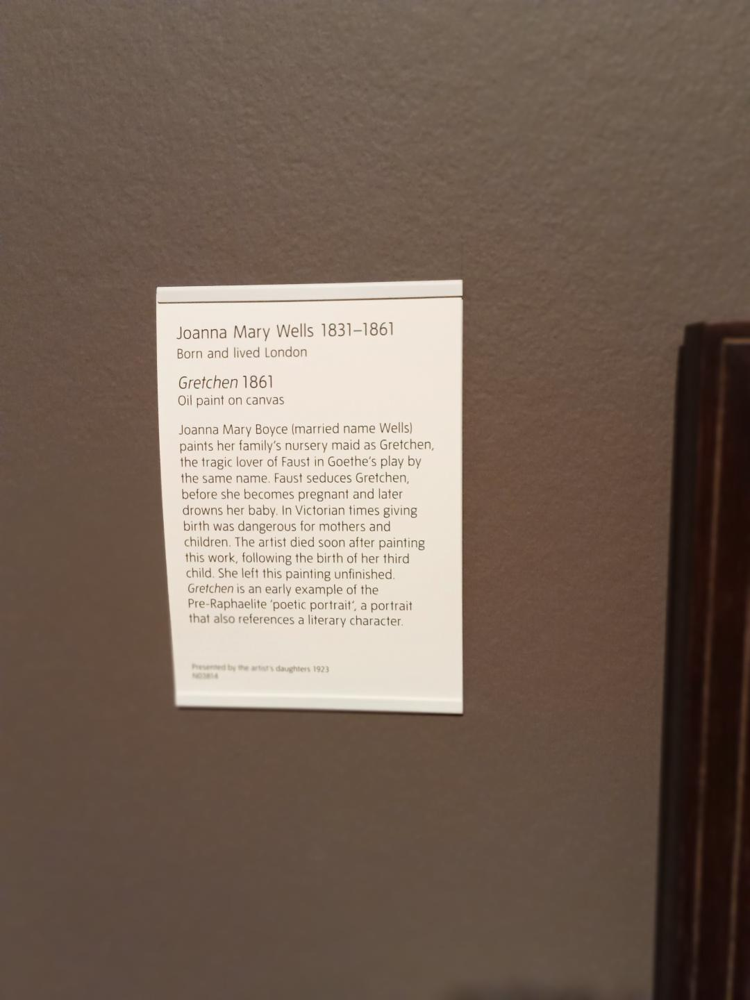 Joanna Mary Wells 1831–1861
Born and lived London
Gretchen 1861
Oil paint on canvas
Joanna Mary Boyce (married name Wells)
paints her family's nursery maid as Gretchen,
the tragic lover of Faust in Goethe's play by
the same name. Faust seduces Gretchen,
before she becomes pregnant and later
drowns her baby. In Victorian times giving
birth was dangerous for mothers and
children. The artist died soon after painting
this work, following the birth of her third
child. She left this painting unfinished.
Gretchen is an early example of the
Pre-Raphaelite 'poetic portrait', a portrait
that also references a literary character.
Presented by the artist's daughters 1923
N03814